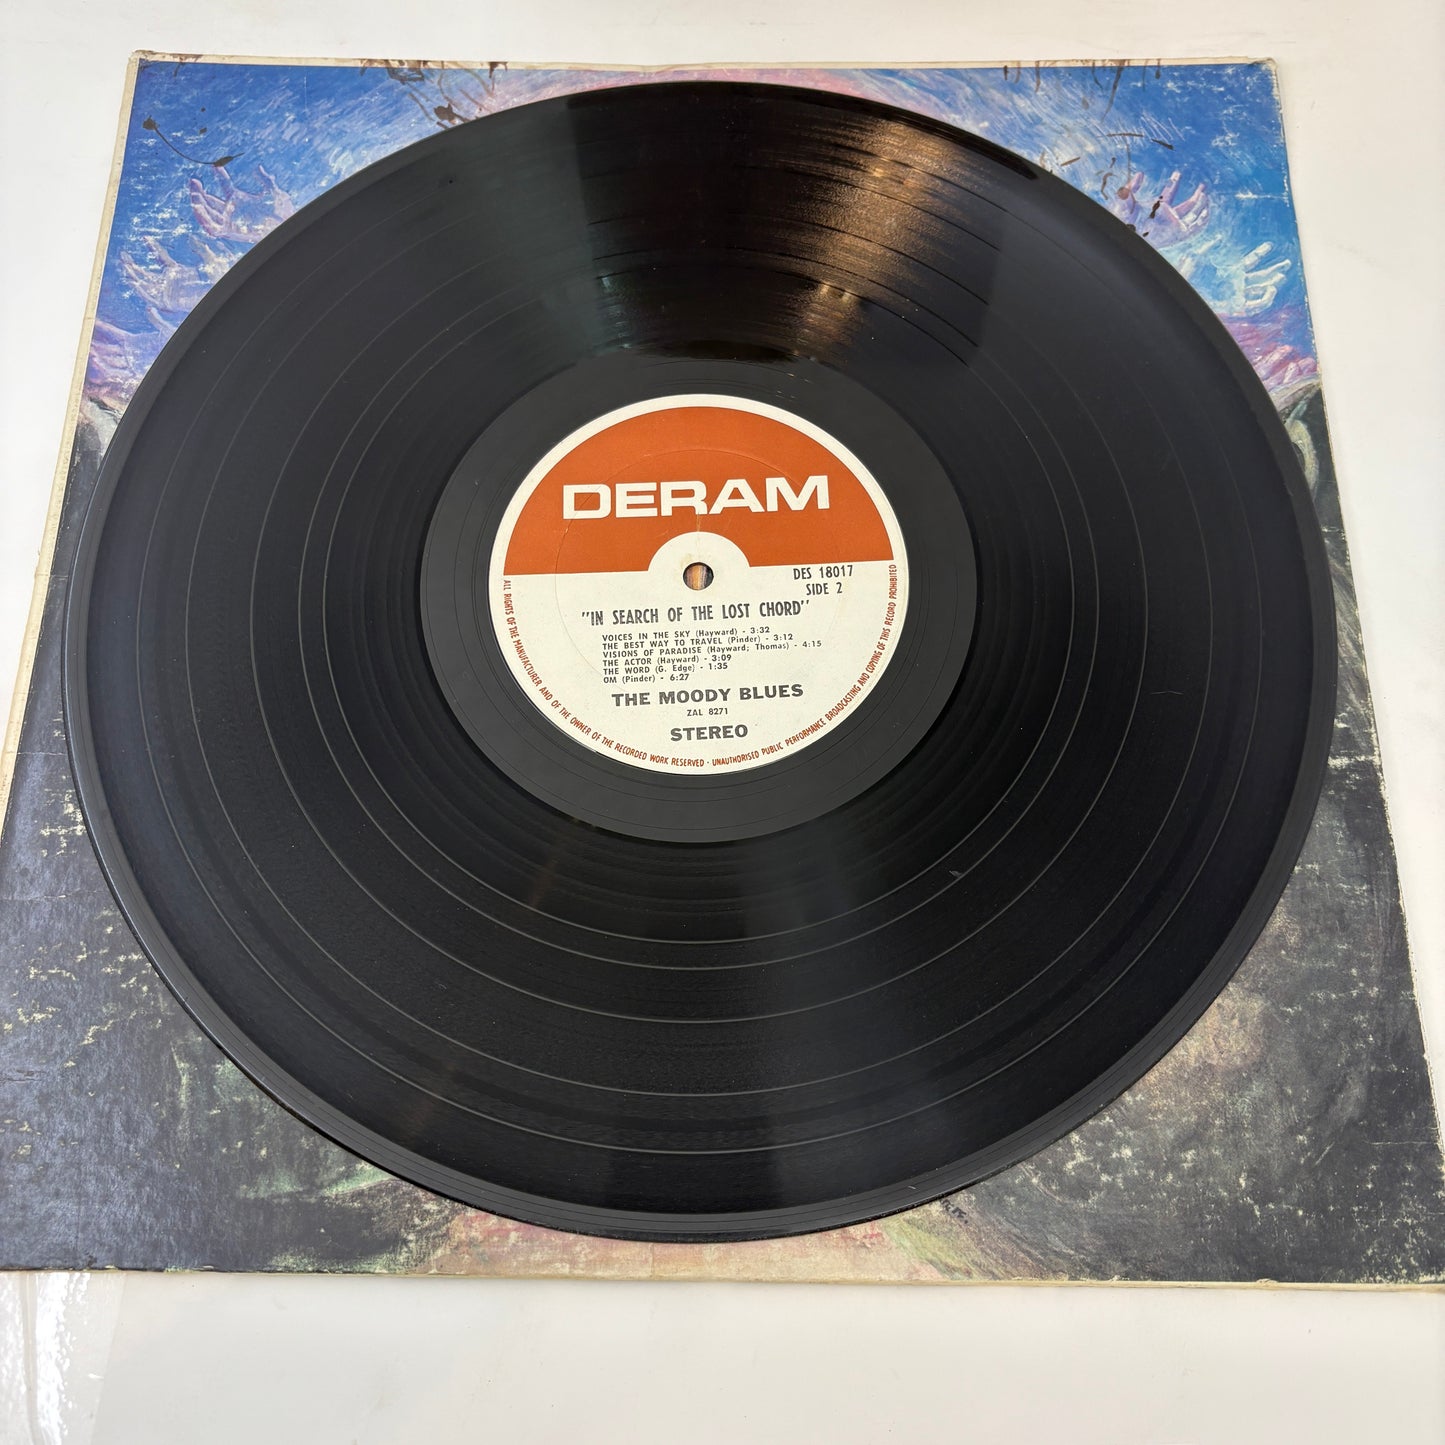 DERAM
DES 18017
SIDE 2
"IN SEARCH OF THE LOST CHORD"
VOICES IN THE SKY (Hayward) - 3:32
THE BEST WAY TO TRAVEL (Pinder) - 3:12
VISIONS OF PARADISE (Hayward; Thomas) - 4:15
THE ACTOR (Hayward) - 3:09
THE WORD (G. Edge) - 1:35
OM (Pinder) - 6:27
THE MOODY BLUES
ZAL 8271
STEREO
ALL RIGHTS OF THE MANUFACTURER AND OF THE OWNER OF THE RECORDED WORK RESERVED · UNAUTHORISED PUBLIC PERFORMANCE BROADCASTING AND COPYING OF THIS RECORD PROHIBITED